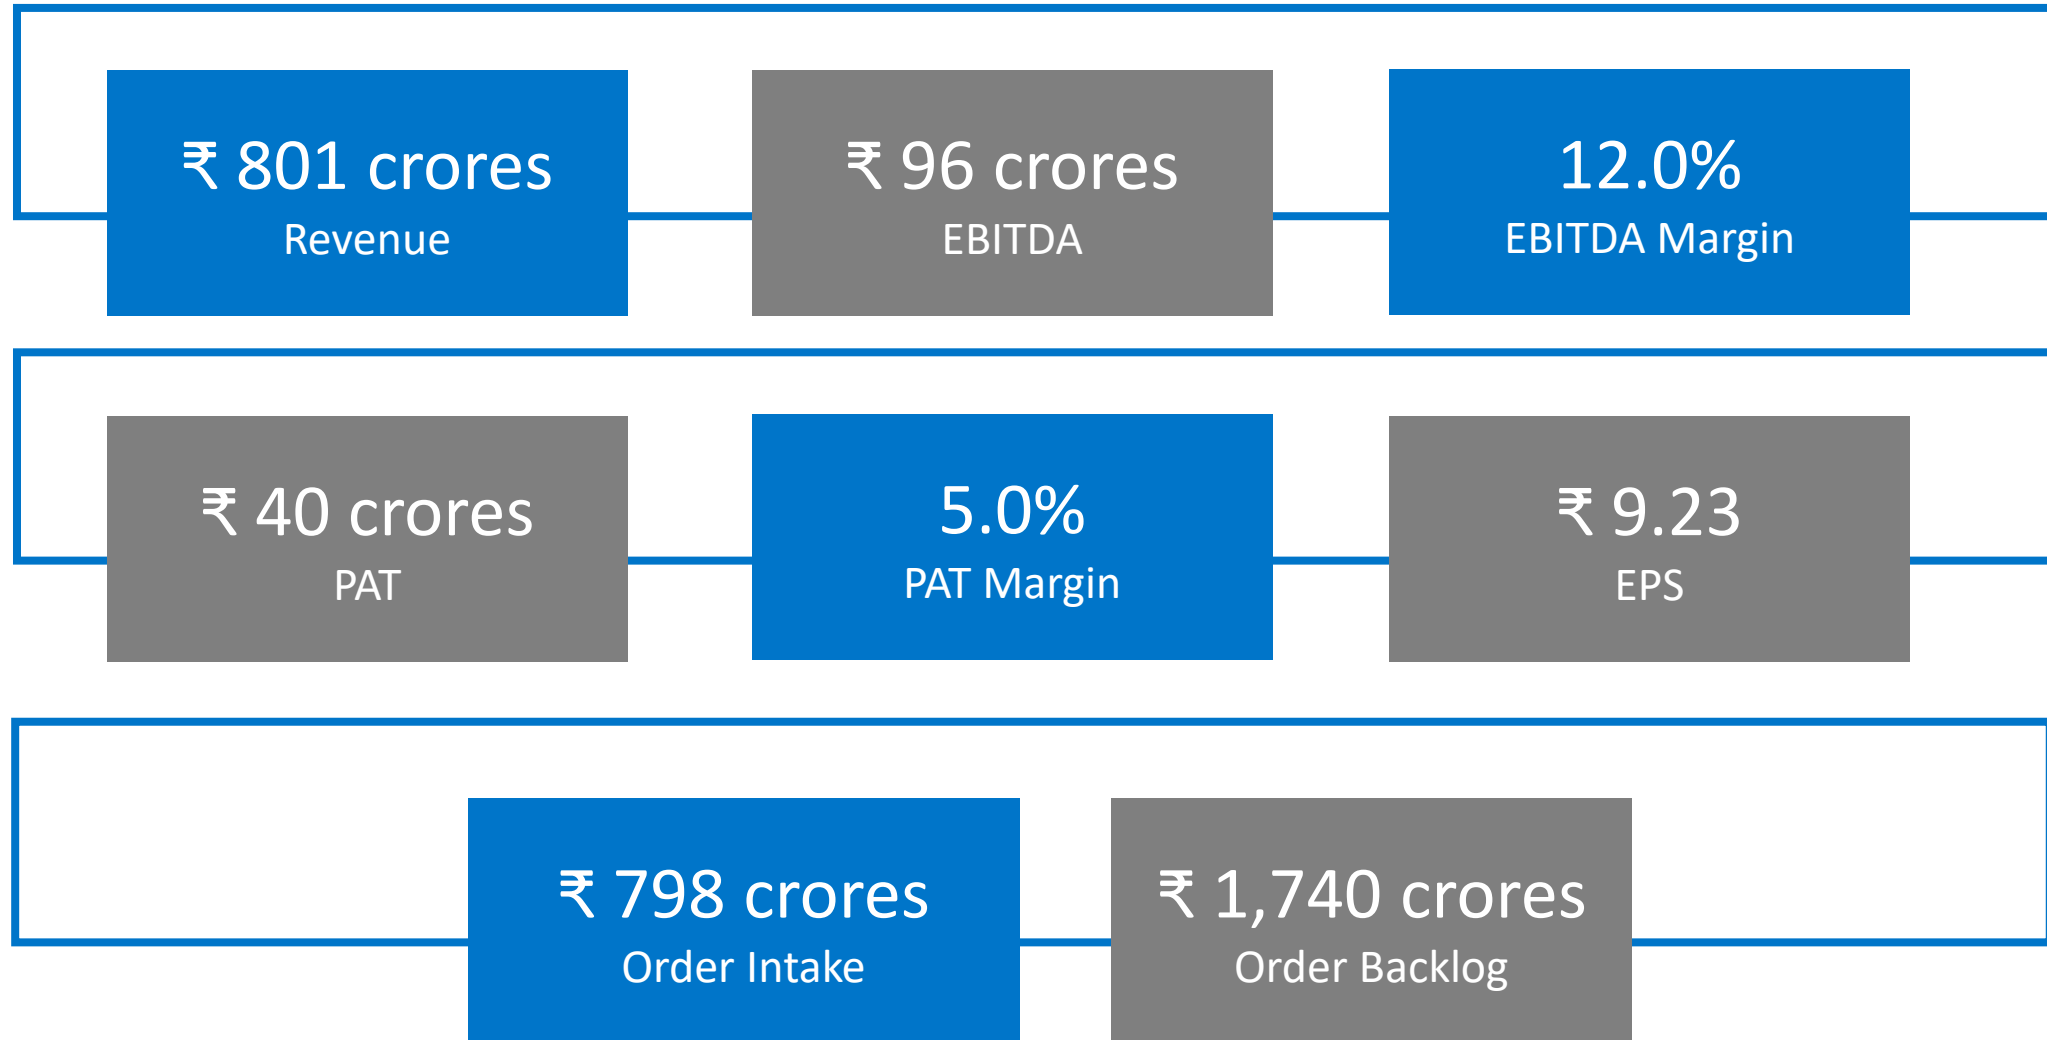 ₹ 801 crores
Revenue
₹ 96 crores
EBITDA
12.0%
EBITDA Margin
₹ 40 crores
PAT
5.0%
PAT Margin
₹ 9.23
EPS
₹ 798 crores
Order Intake
₹ 1,740 crores
Order Backlog